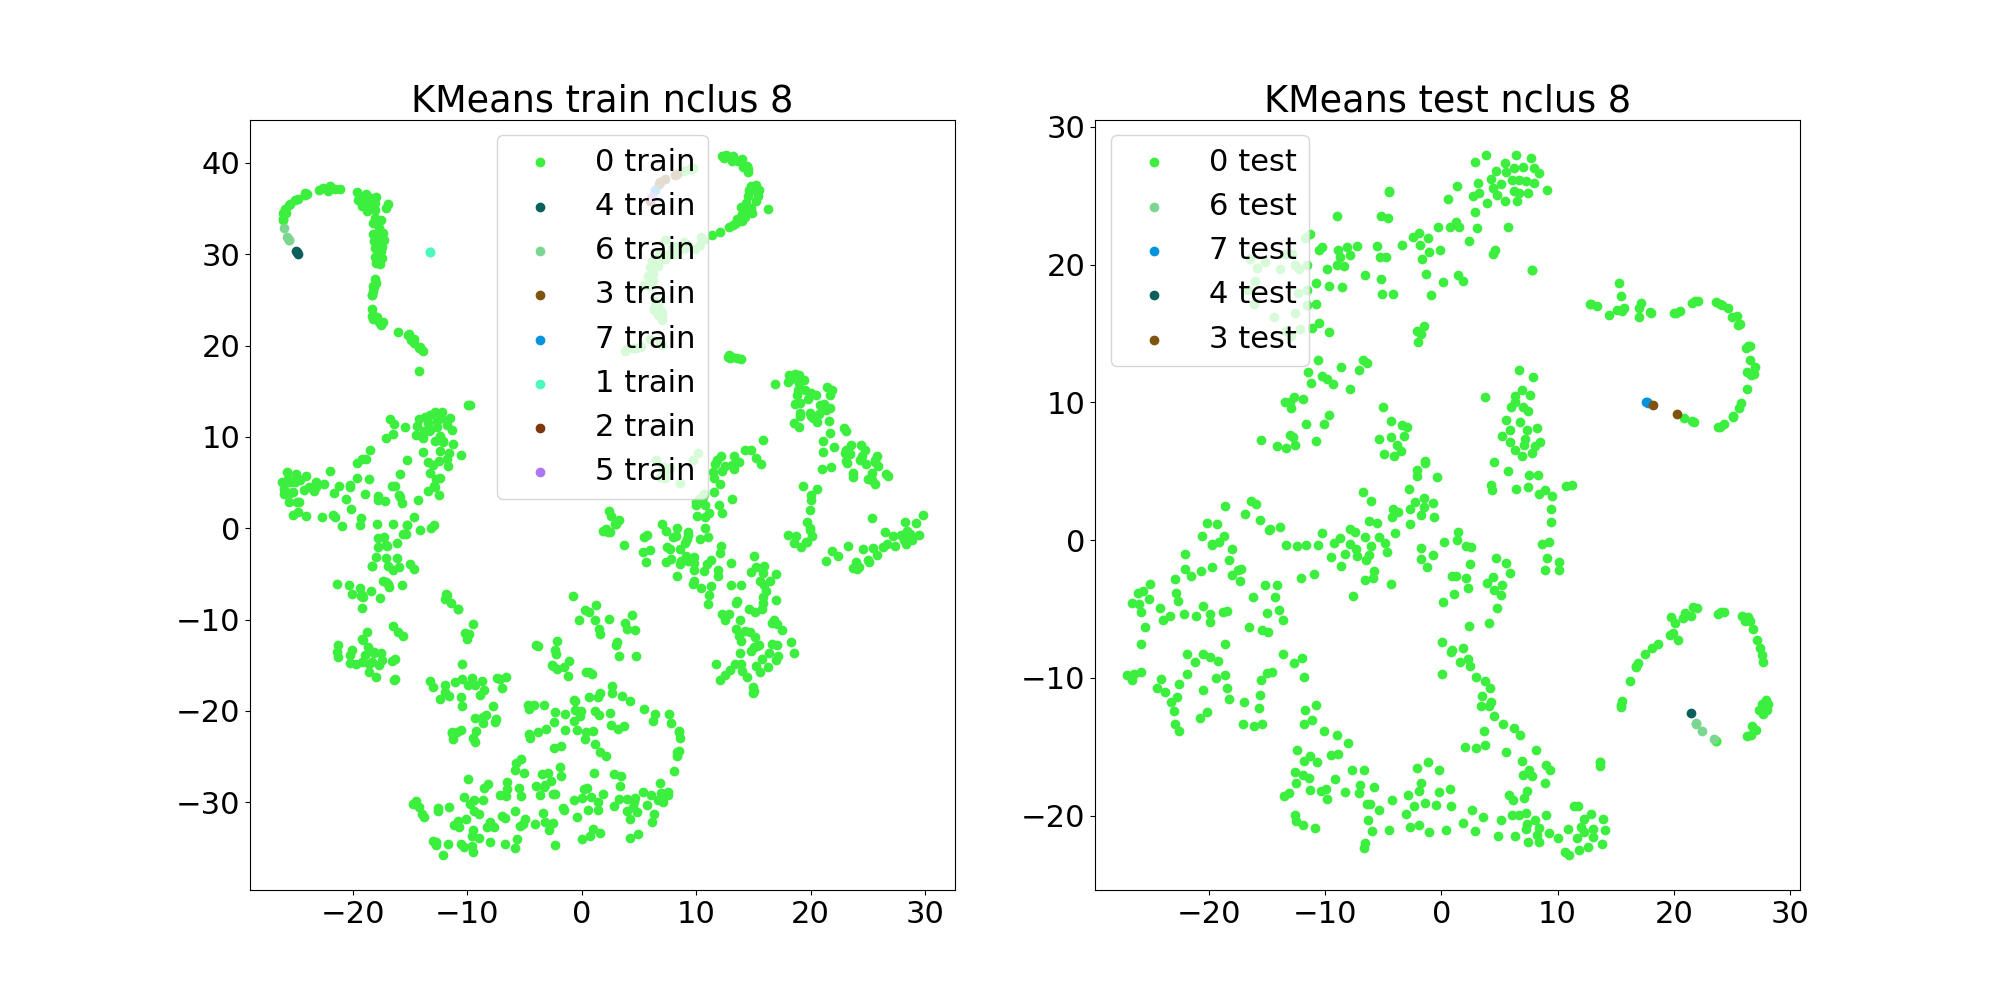 KMeans train nclus 8
40
30
20
10
0
−10
−20
−30
−20
−10
0
10
20
30
0 train
4 train
6 train
3 train
7 train
1 train
2 train
5 train
KMeans test nclus 8
30
20
10
0
−10
−20
−20
−10
0
10
20
30
0 test
6 test
7 test
4 test
3 test